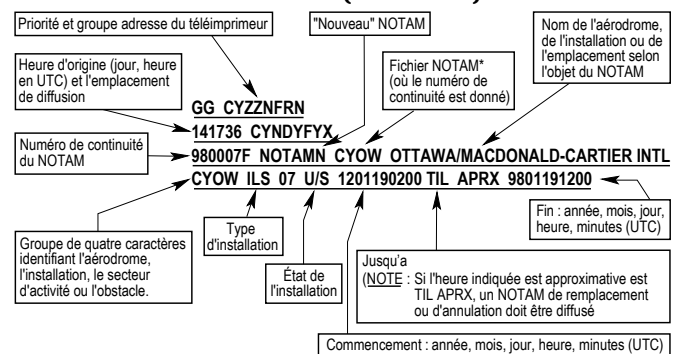 Priorité et groupe adresse du téléimprimeur
"Nouveau" NOTAM
Nom de l'aérodrome,
de l'installation ou de
l'emplacement selon
l'objet du NOTAM
Heure d'origine (jour, heure
en UTC) et l'emplacement
de diffusion
Fichier NOTAM*
(où le numéro de
continuité est donné)
GG CYZZNFRN
141736 CYNDYFYX
Numéro de continuité
du NOTAM
980007F NOTAMN CYOW OTTAWA/MACDONALD-CARTIER INTL
CYOW ILS 07 U/S 1201190200 TIL APRX 9801191200
Groupe de quatre caractères
identifiant l'aérodrome,
l'installation, le secteur
d'activité ou l'obstacle.
Type
d'installation
État de
l'installation
Fin : année, mois, jour,
heure, minutes (UTC)
Jusqu'a
(NOTE : Si l'heure indiquée est approximative est
TIL APRX, un NOTAM de remplacement
ou d'annulation doit être diffusé
Commencement : année, mois, jour, heure, minutes (UTC)